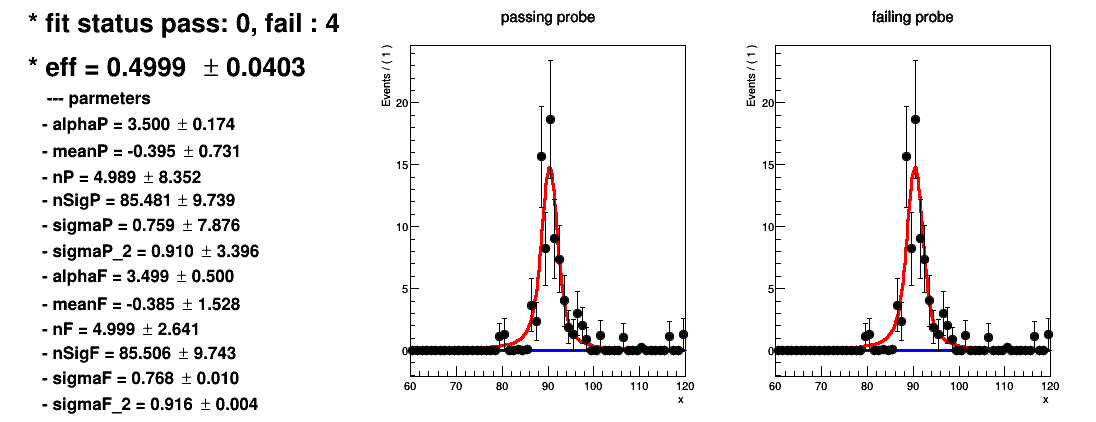 * fit status pass: 0, fail : 4
* eff = 0.4999 ± 0.0403
--- parmeters
- alphaP = 3.500 ± 0.174
- meanP = -0.395 ± 0.731
- nP = 4.989 ± 8.352
- nSigP = 85.481 ± 9.739
- sigmaP = 0.759 ± 7.876
- sigmaP_2 = 0.910 ± 3.396
- alphaF = 3.499 ± 0.500
- meanF = -0.385 ± 1.528
- nF = 4.999 ± 2.641
- nSigF = 85.506 ± 9.743
- sigmaF = 0.768 ± 0.010
- sigmaF_2 = 0.916 ± 0.004
passing probe
Events / ( 1 )
20
15
10
5
0
60 70 80 90 100 110 120
x
failing probe
Events / ( 1 )
20
15
10
5
0
60 70 80 90 100 110 120
x